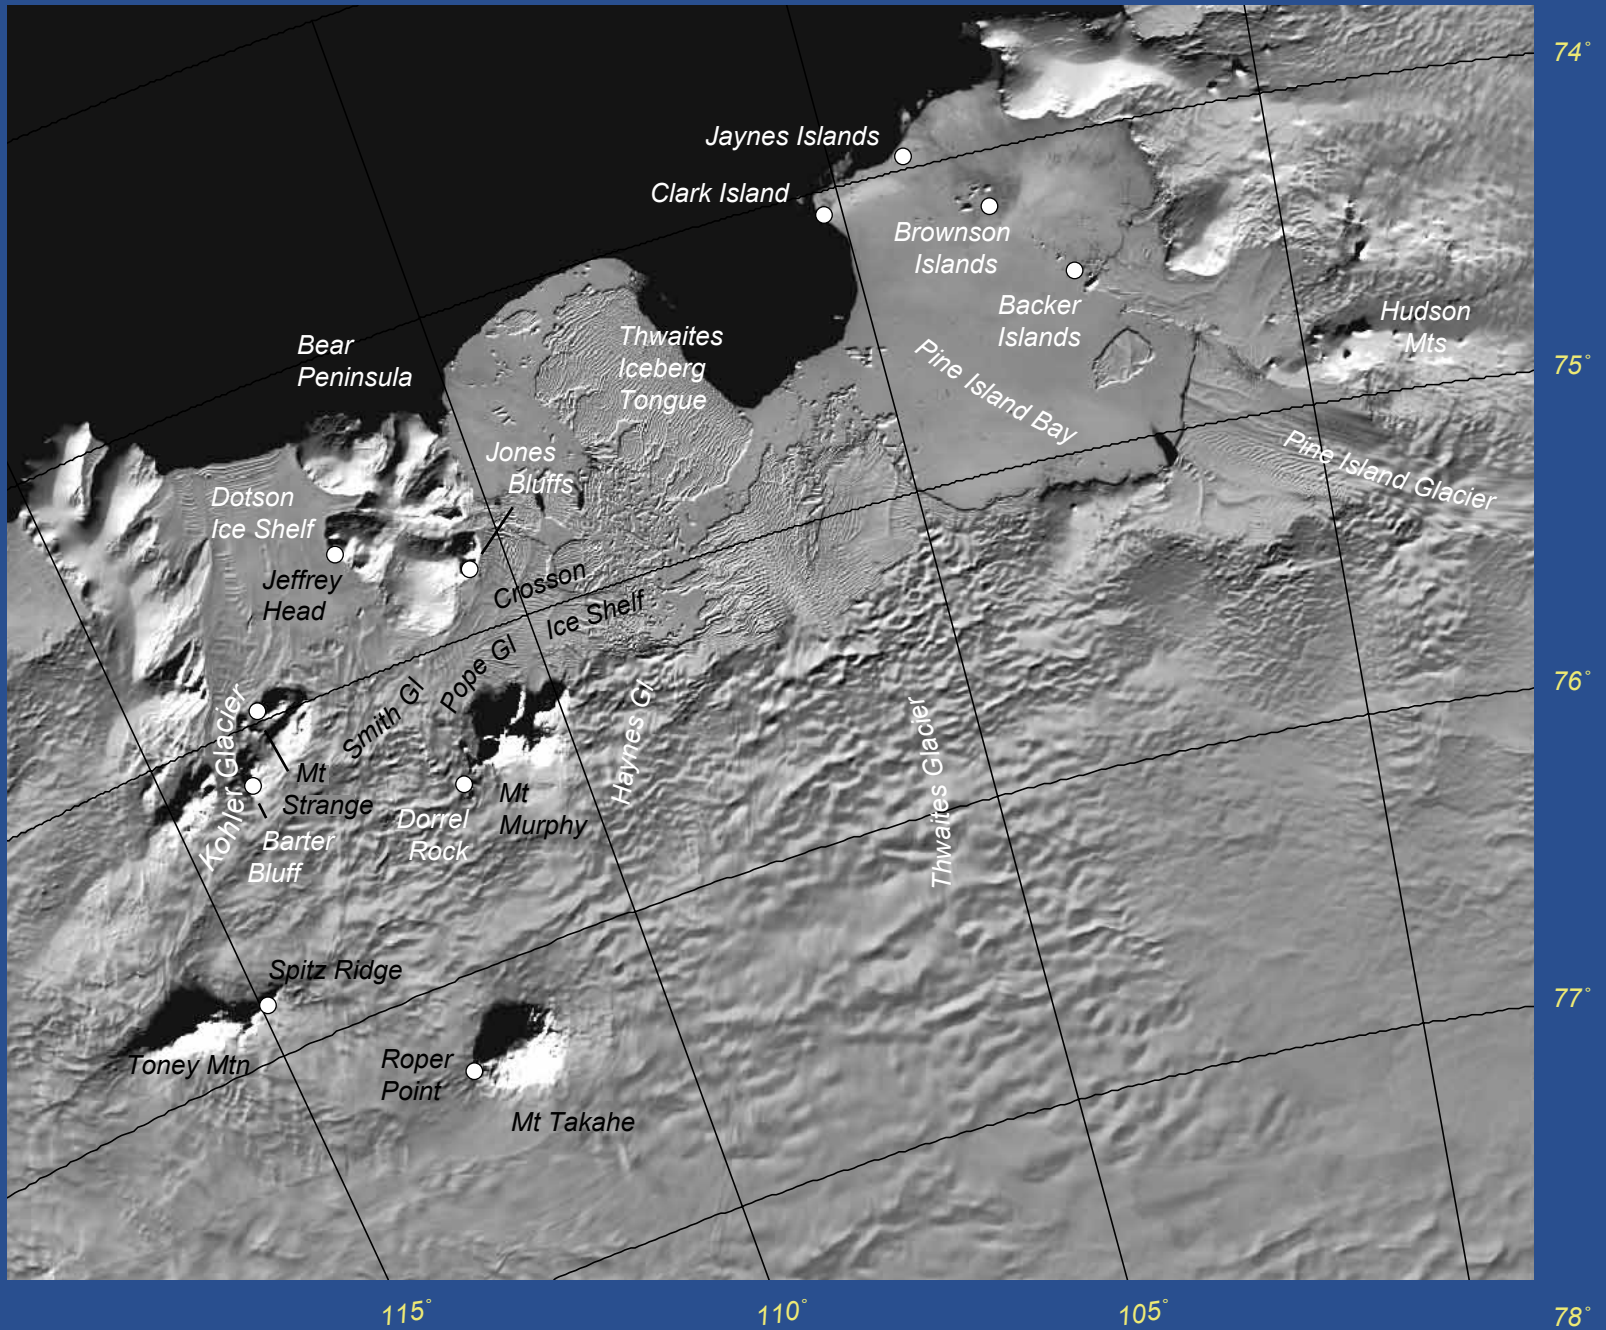 74°
Jaynes Islands
Clark Island
Brownson
Islands
Backer
Islands
Hudson
Mts
Bear
Peninsula
Thwaites
Iceberg
Tongue
Pine Island Bay
75°
Jones
Bluffs
Pine Island Glacier
Dotson
Ice Shelf
Jeffrey
Head
Crosson
Ice Shelf
Pope Gl
Smith Gl
Haynes Gl
Thwaites Glacier
76°
Kohler Glacier
Mt
Strange
Barter
Bluff
Dorrel
Rock
Mt
Murphy
Spitz Ridge
Toney Mtn
Roper
Point
Mt Takahe
77°
115°
110°
105°
78°